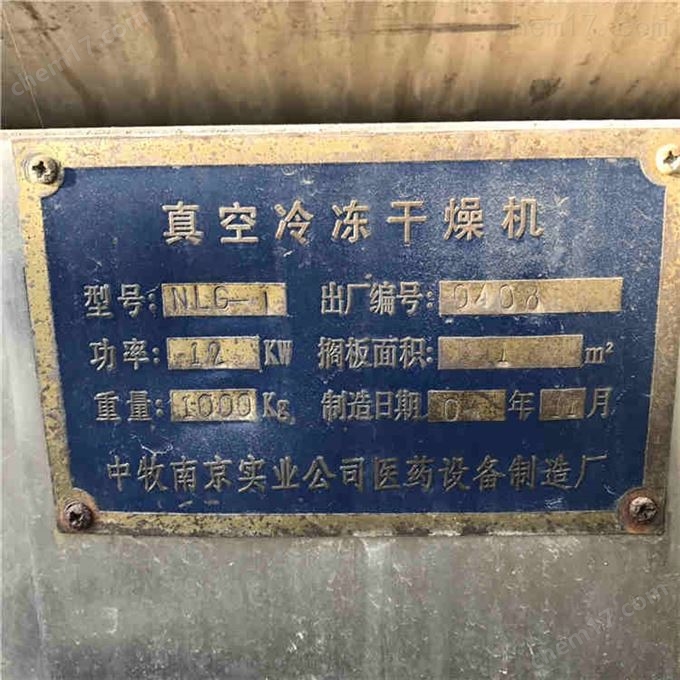 真空冷冻干燥机
型号: NLG-1 出厂编号: 0408
功率: 12 KW 搁板面积: 1 m²
重量: 1000 Kg 制造日期 0 年 11 月
中牧南京实业公司医药设备制造厂